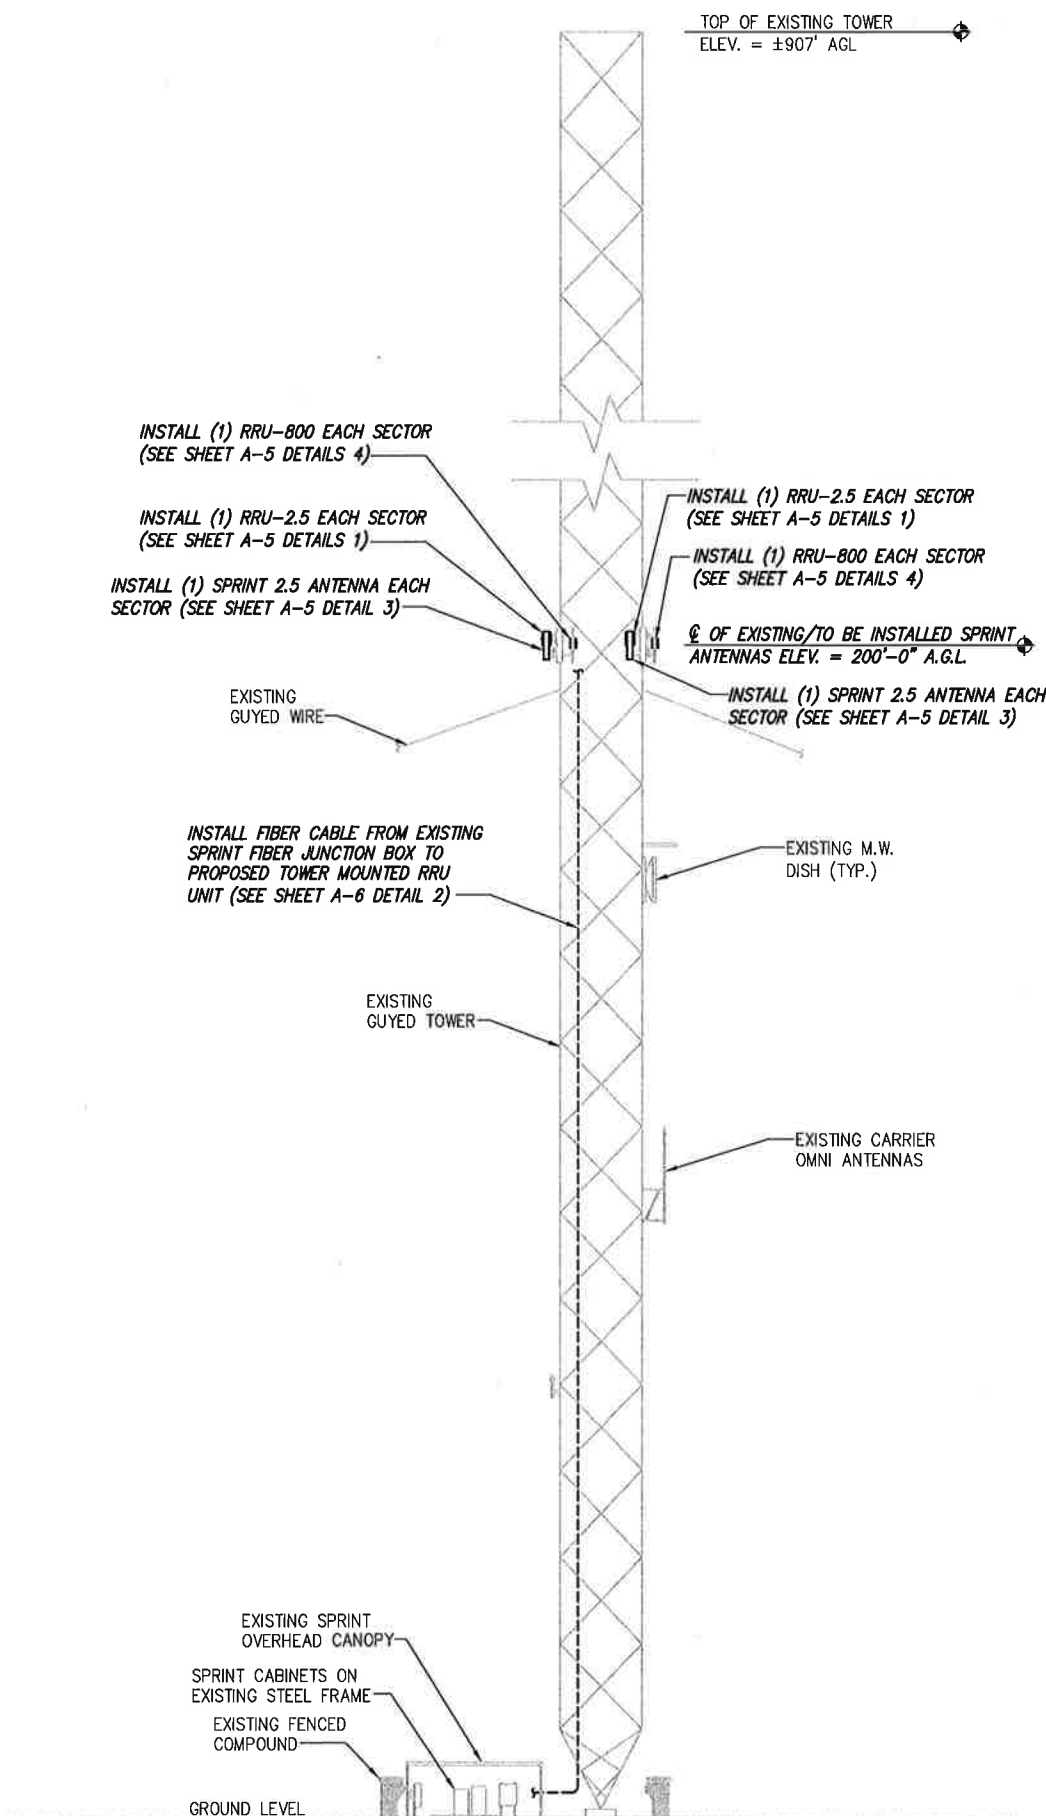 TOP OF EXISTING TOWER
ELEV. = ±907' AGL
INSTALL (1) RRU-800 EACH SECTOR
(SEE SHEET A-5 DETAILS 4)
INSTALL (1) RRU-2.5 EACH SECTOR
(SEE SHEET A-5 DETAILS 1)
INSTALL (1) SPRINT 2.5 ANTENNA EACH
SECTOR (SEE SHEET A-5 DETAIL 3)
INSTALL (1) RRU-2.5 EACH SECTOR
(SEE SHEET A-5 DETAILS 1)
INSTALL (1) RRU-800 EACH SECTOR
(SEE SHEET A-5 DETAILS 4)
℄ OF EXISTING/TO BE INSTALLED SPRINT
ANTENNAS ELEV. = 200'-0" A.G.L.
INSTALL (1) SPRINT 2.5 ANTENNA EACH
SECTOR (SEE SHEET A-5 DETAIL 3)
EXISTING
GUYED WIRE
INSTALL FIBER CABLE FROM EXISTING
SPRINT FIBER JUNCTION BOX TO
PROPOSED TOWER MOUNTED RRU
UNIT (SEE SHEET A-6 DETAIL 2)
EXISTING M.W.
DISH (TYP.)
EXISTING
GUYED TOWER
EXISTING CARRIER
OMNI ANTENNAS
EXISTING SPRINT
OVERHEAD CANOPY
SPRINT CABINETS ON
EXISTING STEEL FRAME
EXISTING FENCED
COMPOUND
GROUND LEVEL